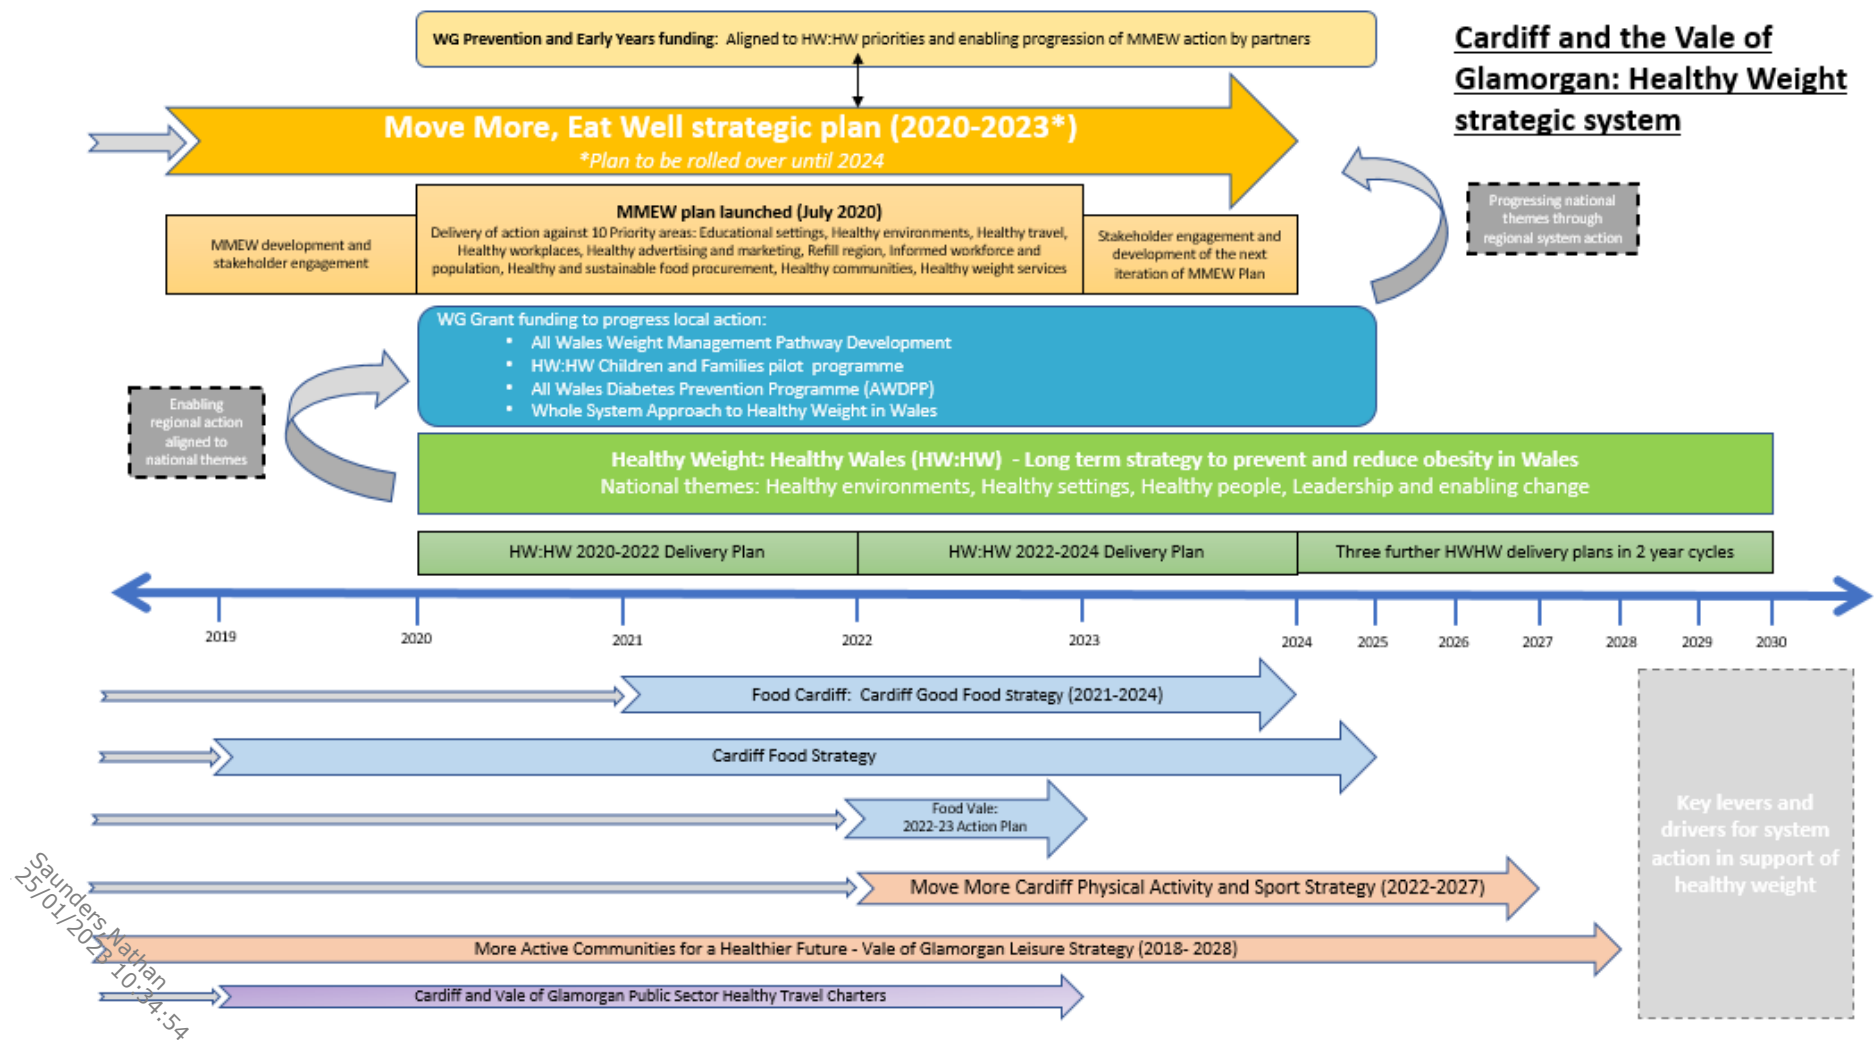 WG Prevention and Early Years funding: Aligned to HW:HW priorities and enabling progression of MMEW action by partners
Cardiff and the Vale of
Glamorgan: Healthy Weight
strategic system
Move More, Eat Well strategic plan (2020-2023*)
*Plan to be rolled over until 2024
MMEW development and
stakeholder engagement
MMEW plan launched (July 2020)
Delivery of action against 10 Priority areas: Educational settings, Healthy environments, Healthy travel,
Healthy workplaces, Healthy advertising and marketing, Refill region, Informed workforce and
population, Healthy and sustainable food procurement, Healthy communities, Healthy weight services
Stakeholder engagement and
development of the next
iteration of MMEW Plan
Progressing national
themes through
regional system action
WG Grant funding to progress local action:
• All Wales Weight Management Pathway Development
• HW:HW Children and Families pilot programme
• All Wales Diabetes Prevention Programme (AWDPP)
• Whole System Approach to Healthy Weight in Wales
Enabling
regional action
aligned to
national themes
Healthy Weight: Healthy Wales (HW:HW) - Long term strategy to prevent and reduce obesity in Wales
National themes: Healthy environments, Healthy settings, Healthy people, Leadership and enabling change
HW:HW 2020-2022 Delivery Plan
HW:HW 2022-2024 Delivery Plan
Three further HWHW delivery plans in 2 year cycles
2019 2020 2021 2022 2023 2024 2025 2026 2027 2028 2029 2030
Food Cardiff: Cardiff Good Food Strategy (2021-2024)
Cardiff Food Strategy
Food Vale:
2022-23 Action Plan
Move More Cardiff Physical Activity and Sport Strategy (2022-2027)
More Active Communities for a Healthier Future - Vale of Glamorgan Leisure Strategy (2018- 2028)
Cardiff and Vale of Glamorgan Public Sector Healthy Travel Charters
Key levers and
drivers for system
action in support of
healthy weight
Saunders,Nathan
25/01/2023 10:34:54